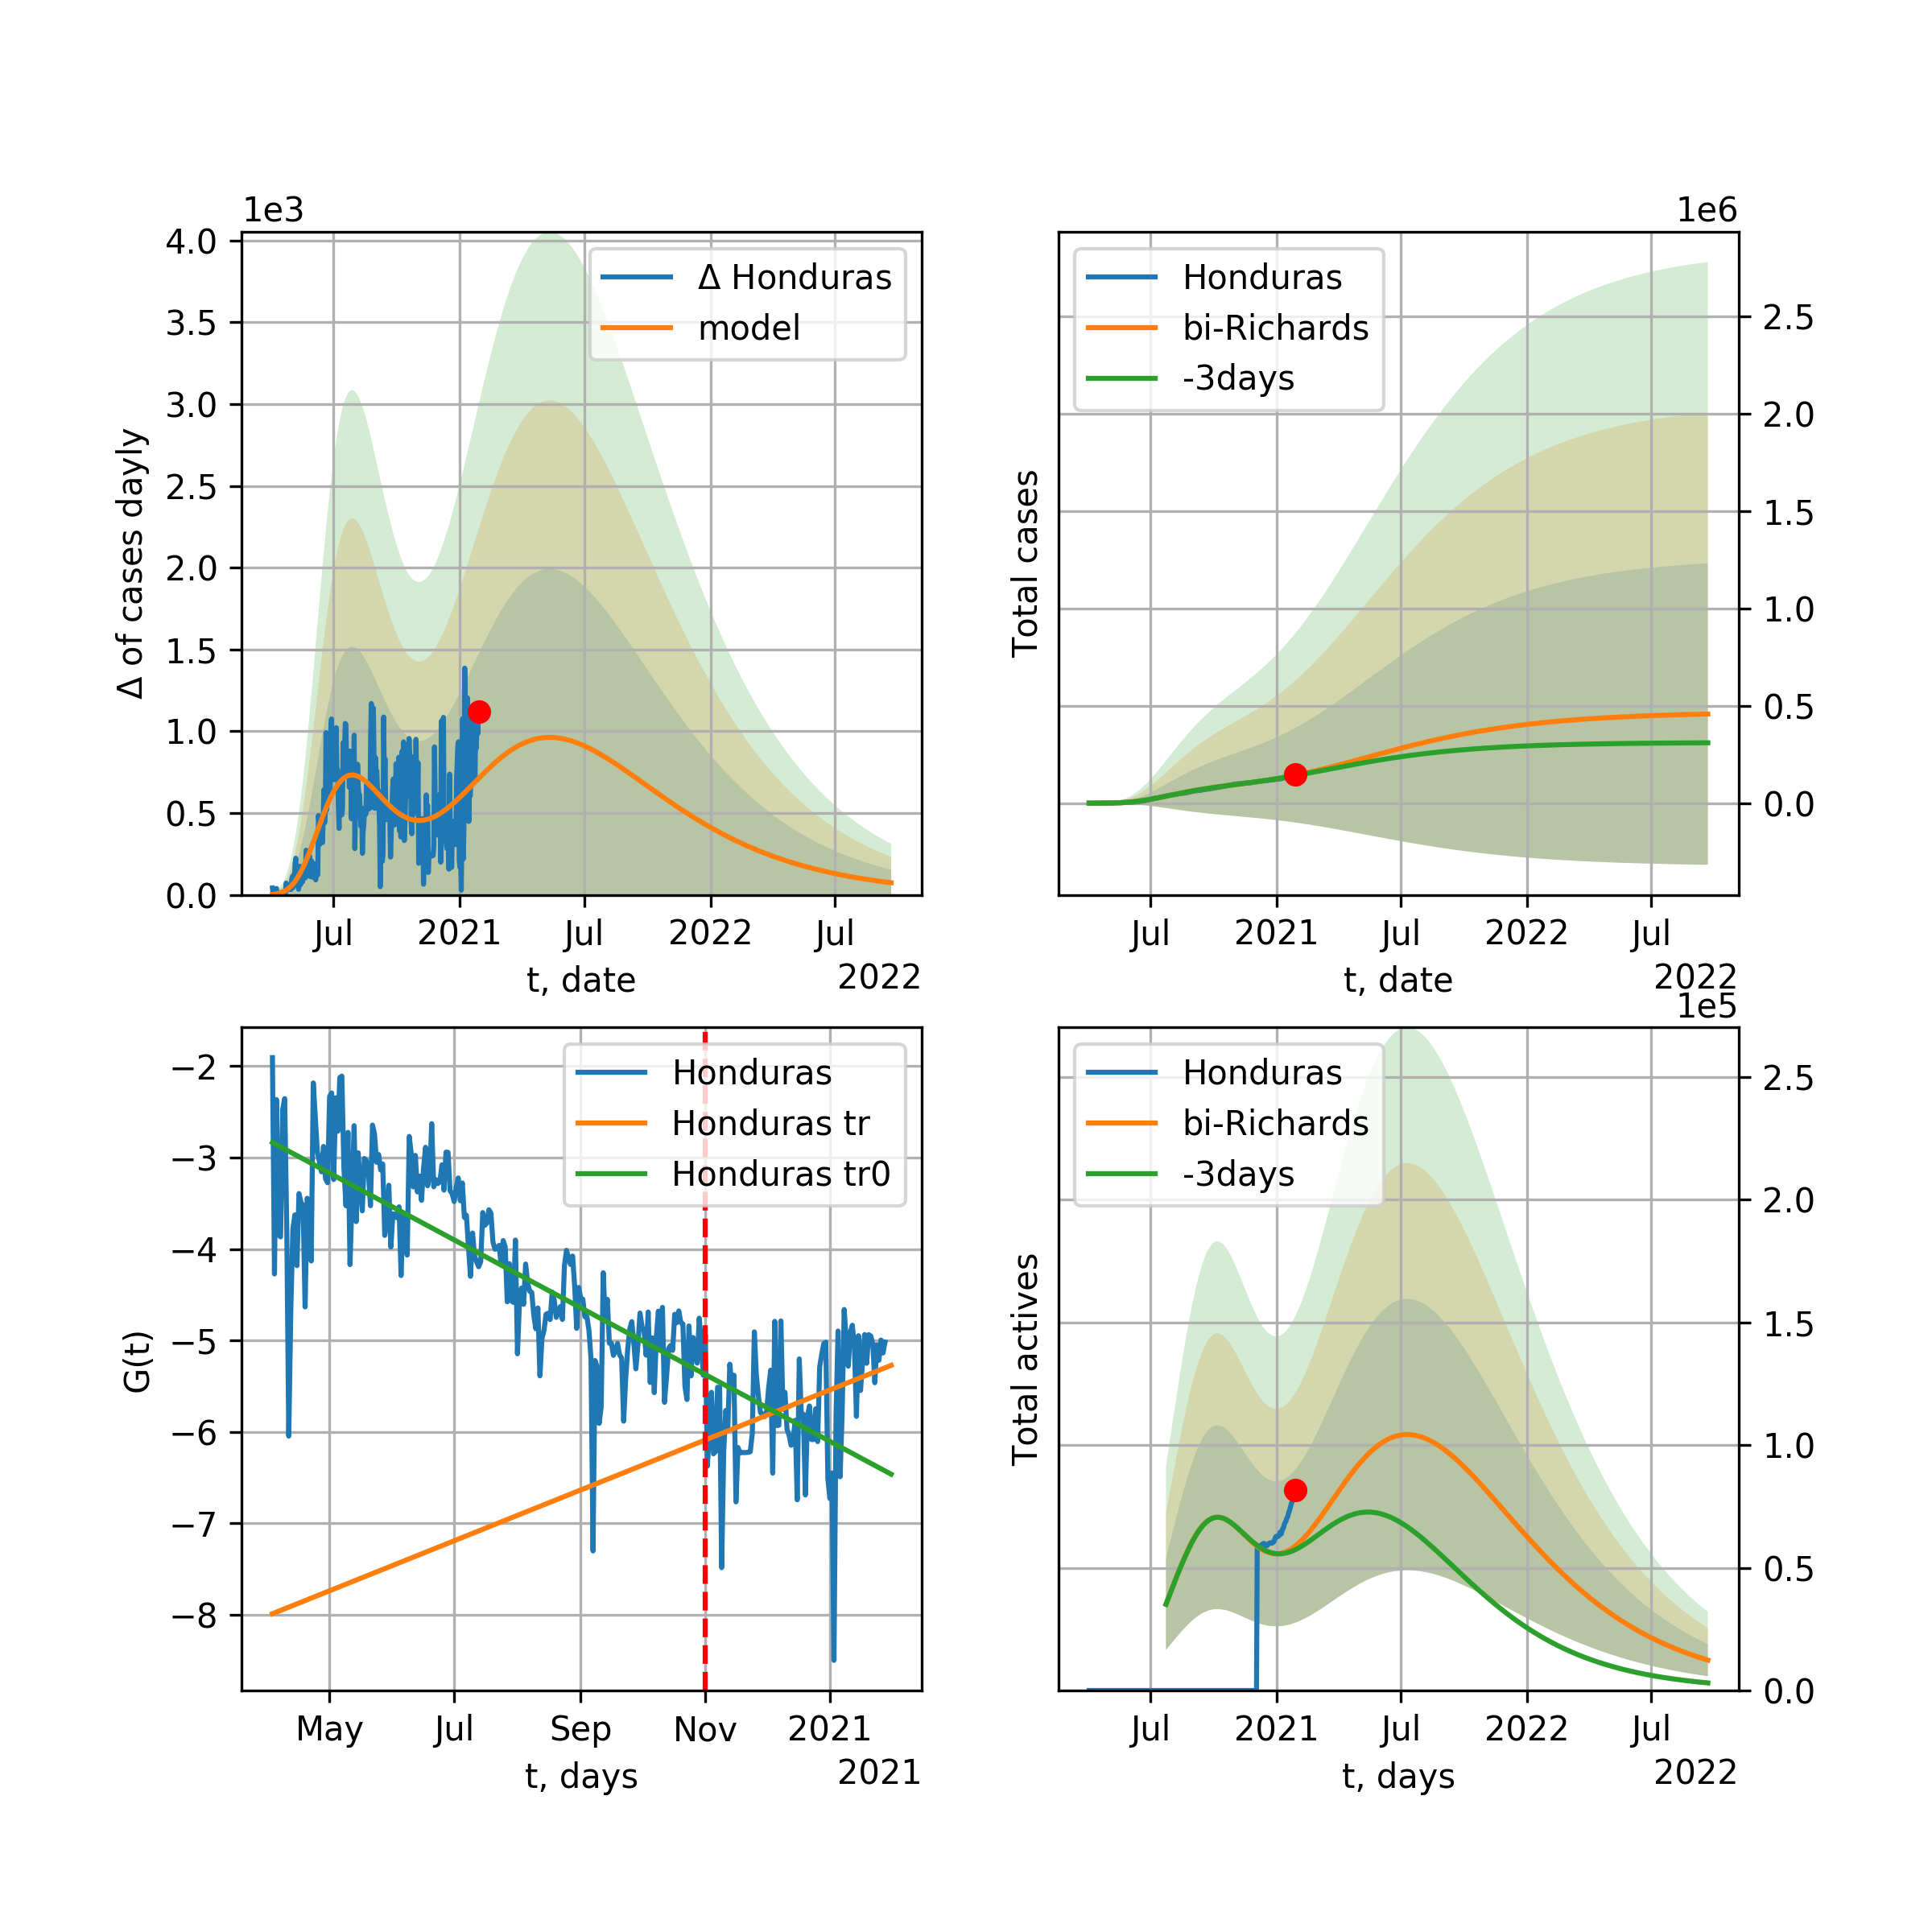 1e3
4.0
3.5
3.0
2.5
2.0
1.5
1.0
0.5
0.0
Δ of cases dayly
Δ Honduras
model
Jul
2021
Jul
2022
Jul
t, date
2022
1e6
Total cases
Honduras
bi-Richards
-3days
2.5
2.0
1.5
1.0
0.5
0.0
Jul
2021
Jul
2022
Jul
t, date
2022
−2
−3
−4
−5
−6
−7
−8
G(t)
Honduras
Honduras tr
Honduras tr0
May
Jul
Sep
Nov
2021
t, days
2021
1e5
Total actives
Honduras
bi-Richards
-3days
2.5
2.0
1.5
1.0
0.5
0.0
Jul
2021
Jul
2022
Jul
t, days
2022